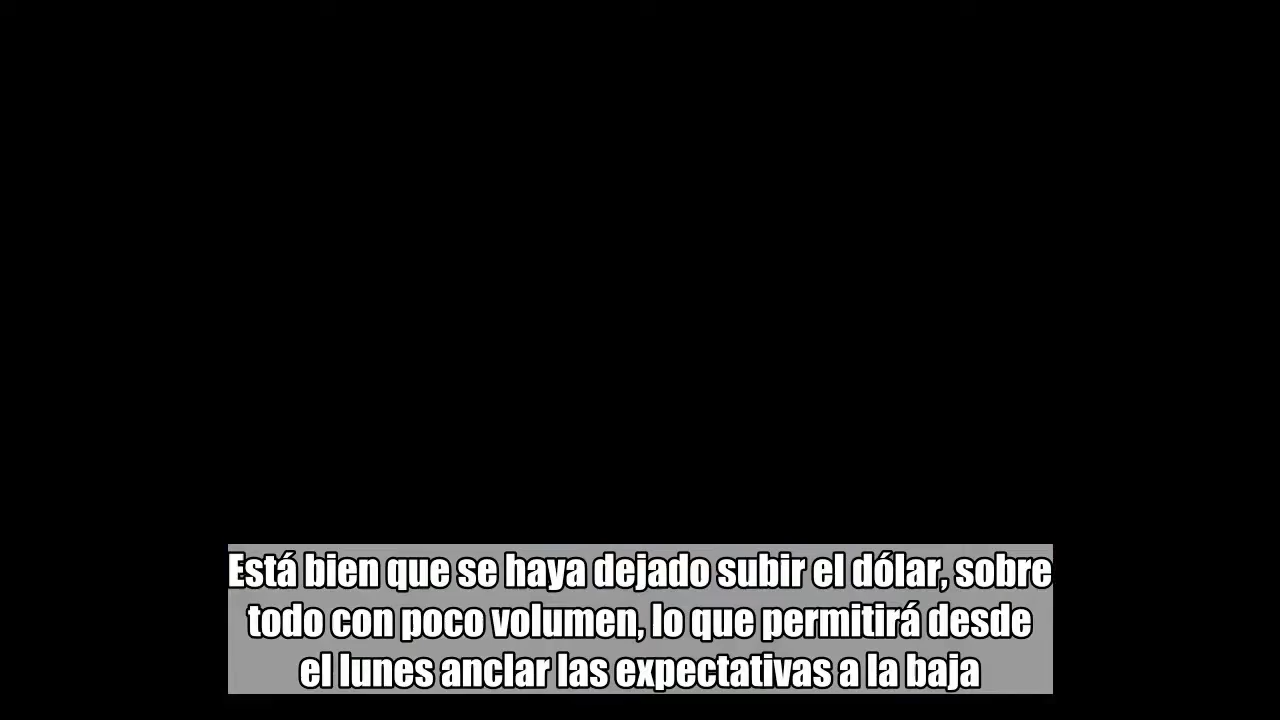 Está bien que se haya dejado subir el dólar, sobre
todo con poco volumen, lo que permitirá desde
el lunes anclar las expectativas a la baja